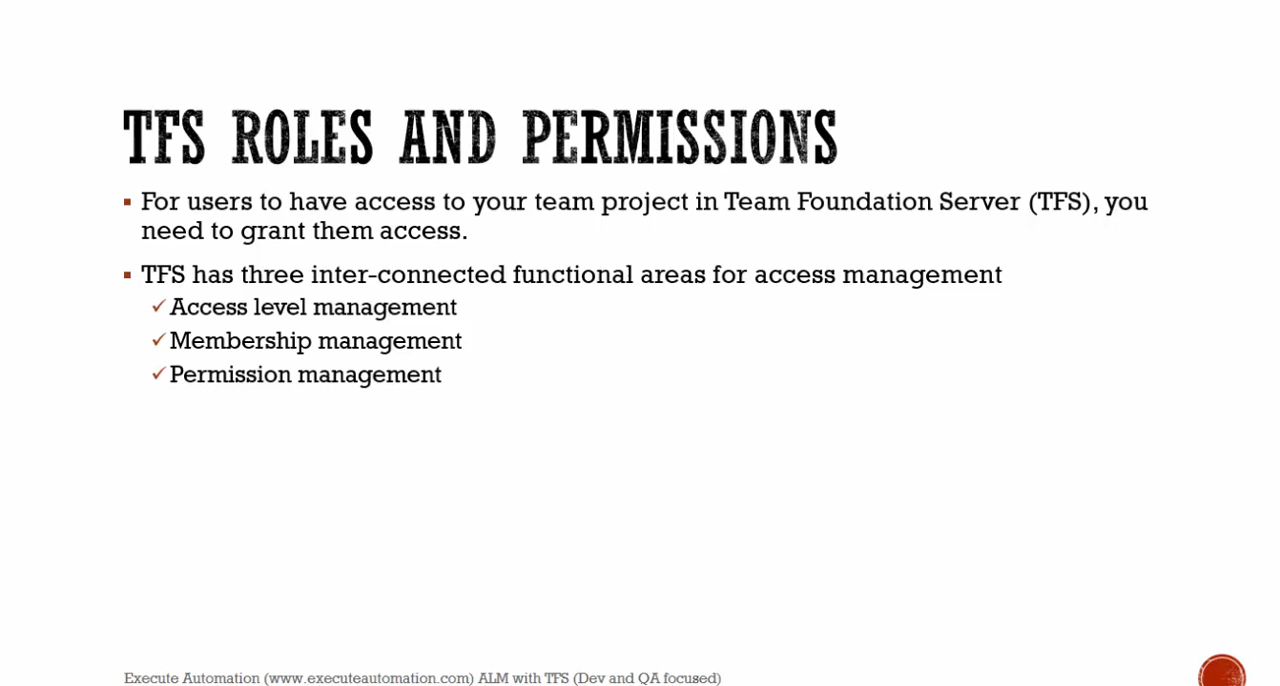 TFS ROLES AND PERMISSIONS
▪ For users to have access to your team project in Team Foundation Server (TFS), you
need to grant them access.
▪ TFS has three inter-connected functional areas for access management
✓ Access level management
✓ Membership management
✓ Permission management
Execute Automation (www.executeautomation.com) ALM with TFS (Dev and QA focused)